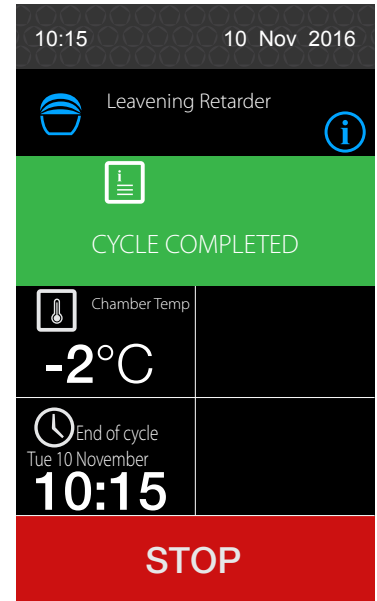 10:15 10 Nov 2016
Leavening Retarder
i
i
CYCLE COMPLETED
Chamber Temp
-2°C
End of cycle
Tue 10 November
10:15
STOP